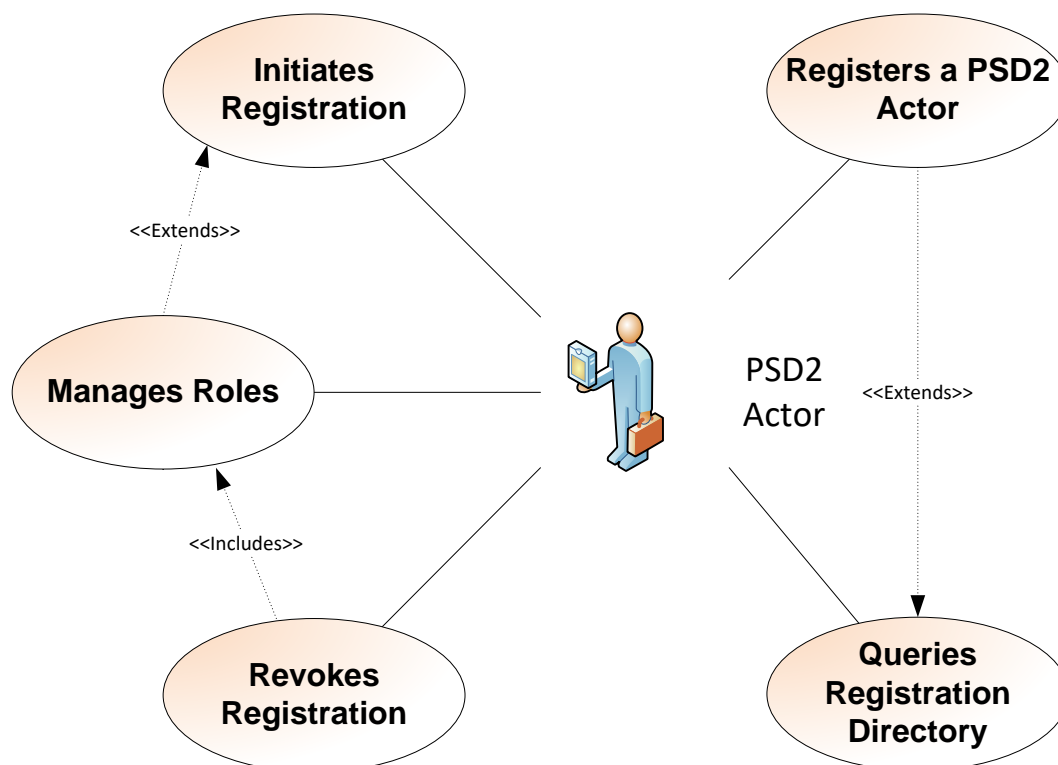 Initiates
Registration
Registers a PSD2
Actor
<<Extends>>
Manages Roles
PSD2
Actor
<<Extends>>
<<Includes>>
Revokes
Registration
Queries
Registration
Directory